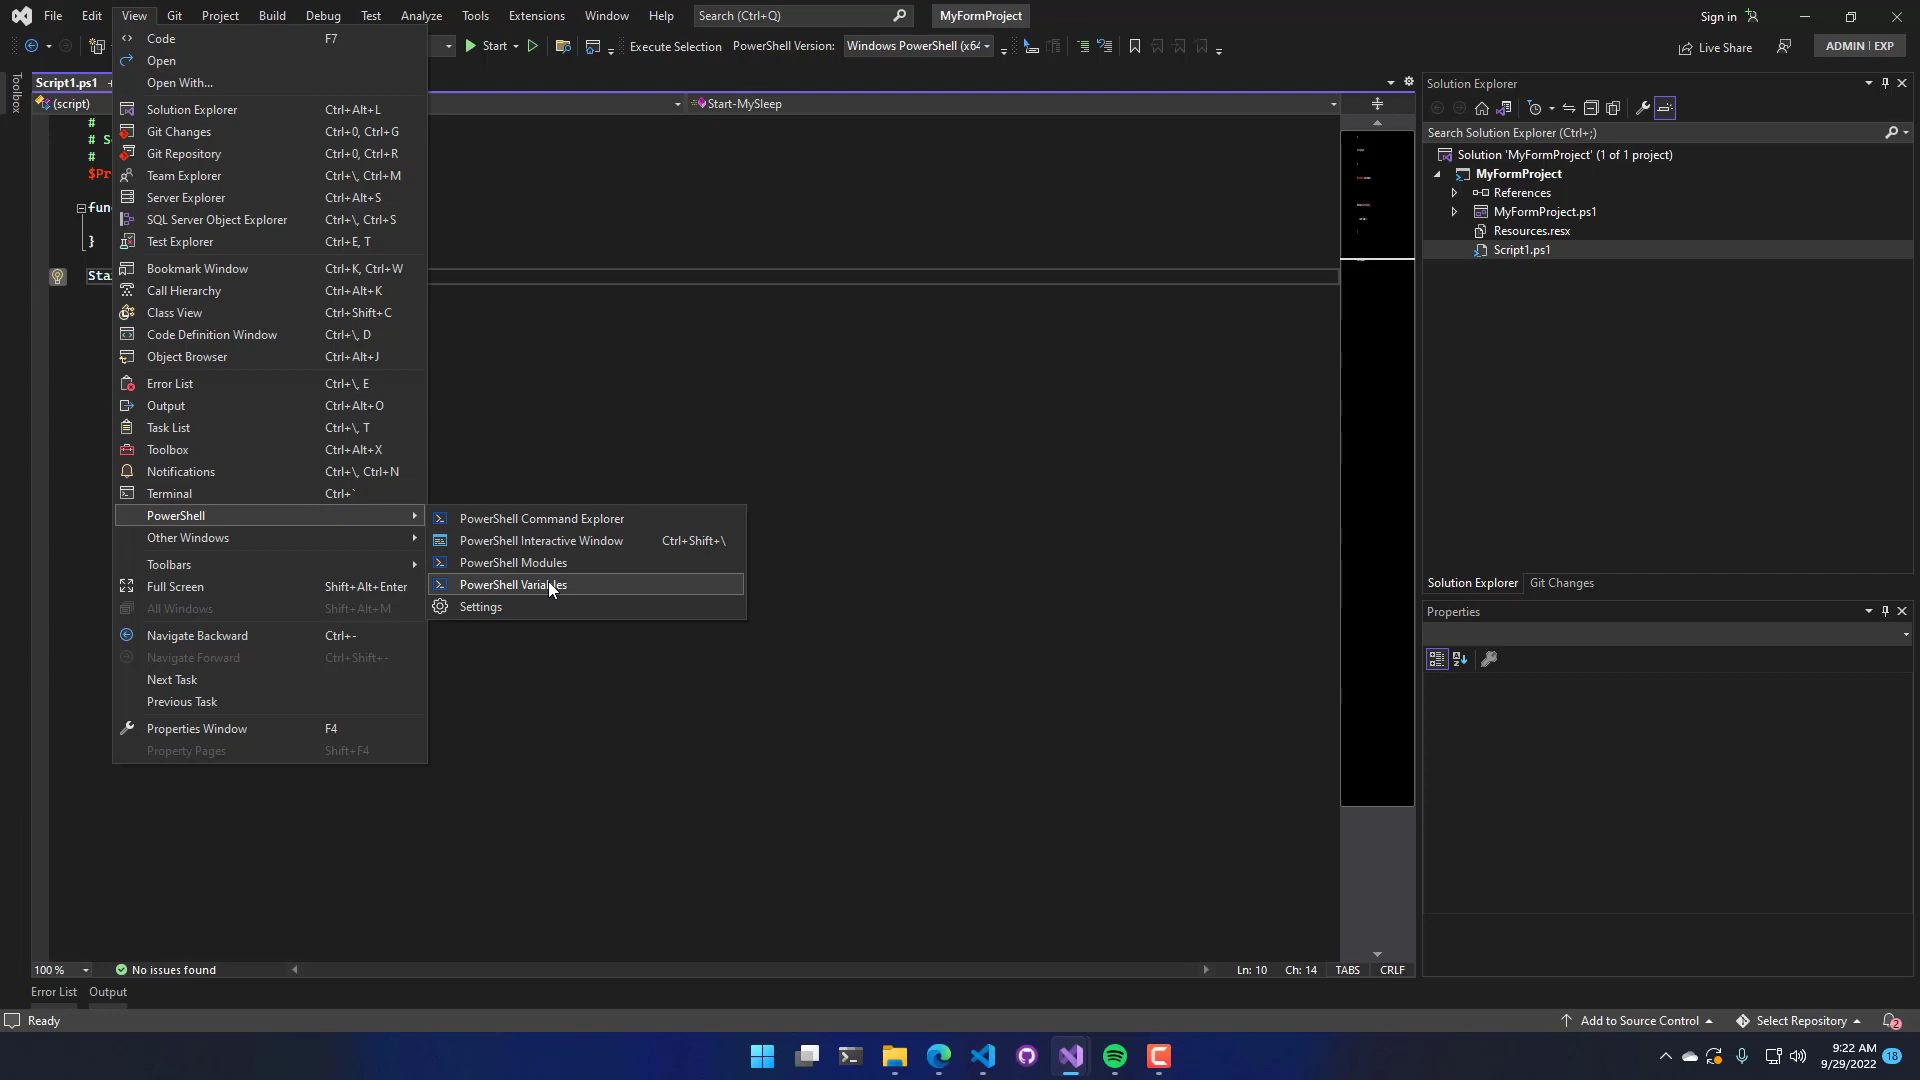 File Edit View Git Project Build Debug Test Analyze Tools Extensions Window Help Search (Ctrl+Q) MyFormProject Sign in
Start Execute Selection PowerShell Version: Windows PowerShell (x64 Live Share ADMIN | EXP
Toolbox
Script1.ps1
(script) Start-MySleep
#
# S
#
$Pr
fun
}
Sta
Code F7
Open
Open With...
Solution Explorer Ctrl+Alt+L
Git Changes Ctrl+0, Ctrl+G
Git Repository Ctrl+0, Ctrl+R
Team Explorer Ctrl+\, Ctrl+M
Server Explorer Ctrl+Alt+S
SQL Server Object Explorer Ctrl+\, Ctrl+S
Test Explorer Ctrl+E, T
Bookmark Window Ctrl+K, Ctrl+W
Call Hierarchy Ctrl+Alt+K
Class View Ctrl+Shift+C
Code Definition Window Ctrl+\, D
Object Browser Ctrl+Alt+J
Error List Ctrl+\, E
Output Ctrl+Alt+O
Task List Ctrl+\, T
Toolbox Ctrl+Alt+X
Notifications Ctrl+\, Ctrl+N
Terminal Ctrl+`
PowerShell
Other Windows
Toolbars
Full Screen Shift+Alt+Enter
All Windows Shift+Alt+M
Navigate Backward Ctrl+-
Navigate Forward Ctrl+Shift+-
Next Task
Previous Task
Properties Window F4
Property Pages Shift+F4
PowerShell Command Explorer
PowerShell Interactive Window Ctrl+Shift+\
PowerShell Modules
PowerShell Variables
Settings
Solution Explorer
Search Solution Explorer (Ctrl+;)
Solution 'MyFormProject' (1 of 1 project)
MyFormProject
References
MyFormProject.ps1
Resources.resx
Script1.ps1
Solution Explorer Git Changes
Properties
100 % No issues found Ln: 10 Ch: 14 TABS CRLF
Error List Output
Ready Add to Source Control Select Repository 2
9:22 AM
9/29/2022 18